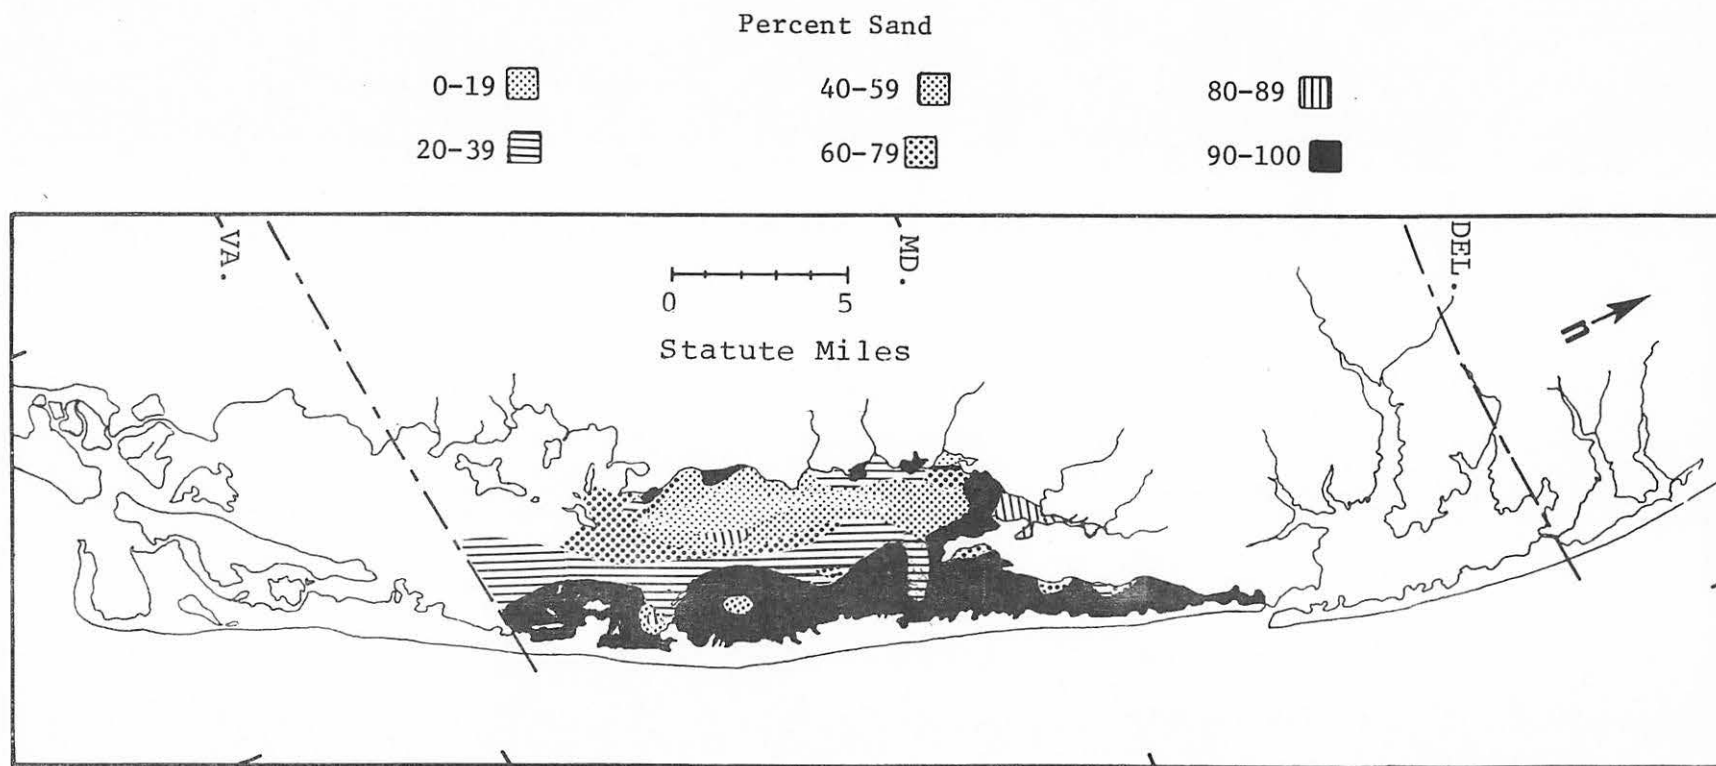 Percent Sand
0-19 40-59 80-89
20-39 60-79 90-100
VA.
MD.
DEL.
0 5
n
Statute Miles